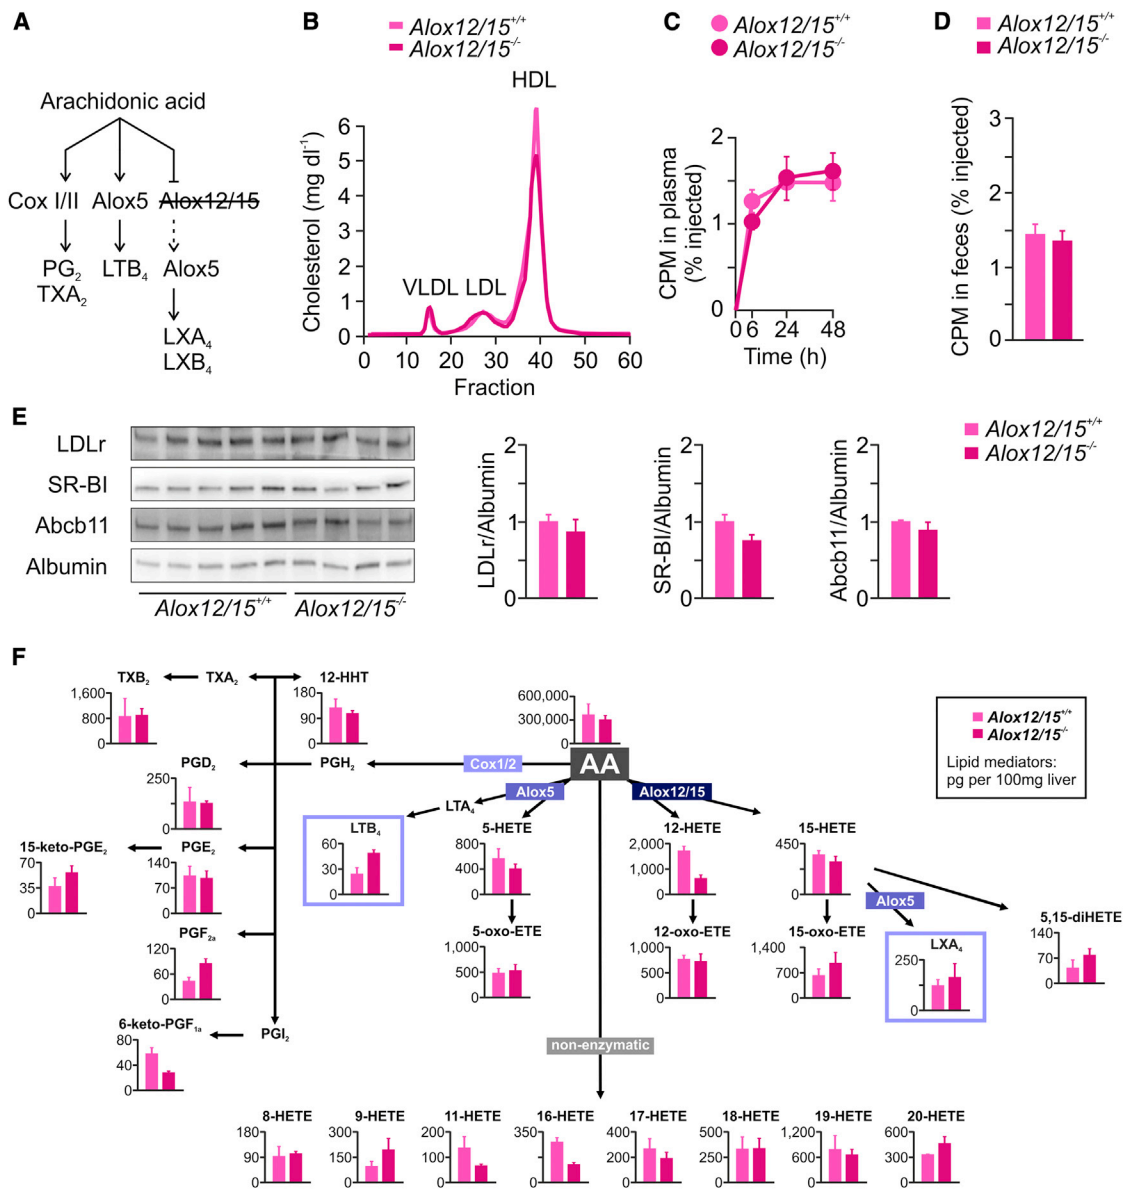 A
Arachidonic acid
Cox I/II Alox5 Alox12/15
PG2 LTB4 Alox5
TXA2
LXA4
LXB4
B
Alox12/15+/+
Alox12/15-/-
HDL
VLDL LDL
Cholesterol (mg dl-1)
6
5
4
3
2
1
0
0 10 20 30 40 50 60
Fraction
C
Alox12/15+/+
Alox12/15-/-
CPM in plasma
(% injected)
2
1
0
0 6 24 48
Time (h)
D
Alox12/15+/+
Alox12/15-/-
CPM in feces (% injected)
3
2
1
0
E
LDLr
SR-BI
Abcb11
Albumin
Alox12/15+/+ Alox12/15-/-
LDLr/Albumin
2
1
0
SR-BI/Albumin
2
1
0
Abcb11/Albumin
2
1
0
Alox12/15+/+
Alox12/15-/-
F
TXB2 TXA2 12-HHT
1,600
800
0
180
90
0
600,000
300,000
0
AA
Alox12/15+/+
Alox12/15-/-
Lipid mediators:
pg per 100mg liver
PGD2 PGH2 Cox1/2
250
0
Alox5 Alox12/15
LTA4
LTB4
60
30
0
5-HETE
800
400
0
12-HETE
2,000
1,000
0
15-HETE
450
0
15-keto-PGE2 PGE2
70
35
0
140
70
0
Alox5
PGF2a
120
60
0
5-oxo-ETE
1,000
500
0
12-oxo-ETE
1,000
500
0
15-oxo-ETE
1,400
700
0
LXA4
250
0
5,15-diHETE
140
70
0
6-keto-PGF1a PGI2
80
40
0
non-enzymatic
8-HETE
180
90
0
9-HETE
300
150
0
11-HETE
200
100
0
16-HETE
350
0
17-HETE
400
200
0
18-HETE
500
250
0
19-HETE
1,200
600
0
20-HETE
600
300
0